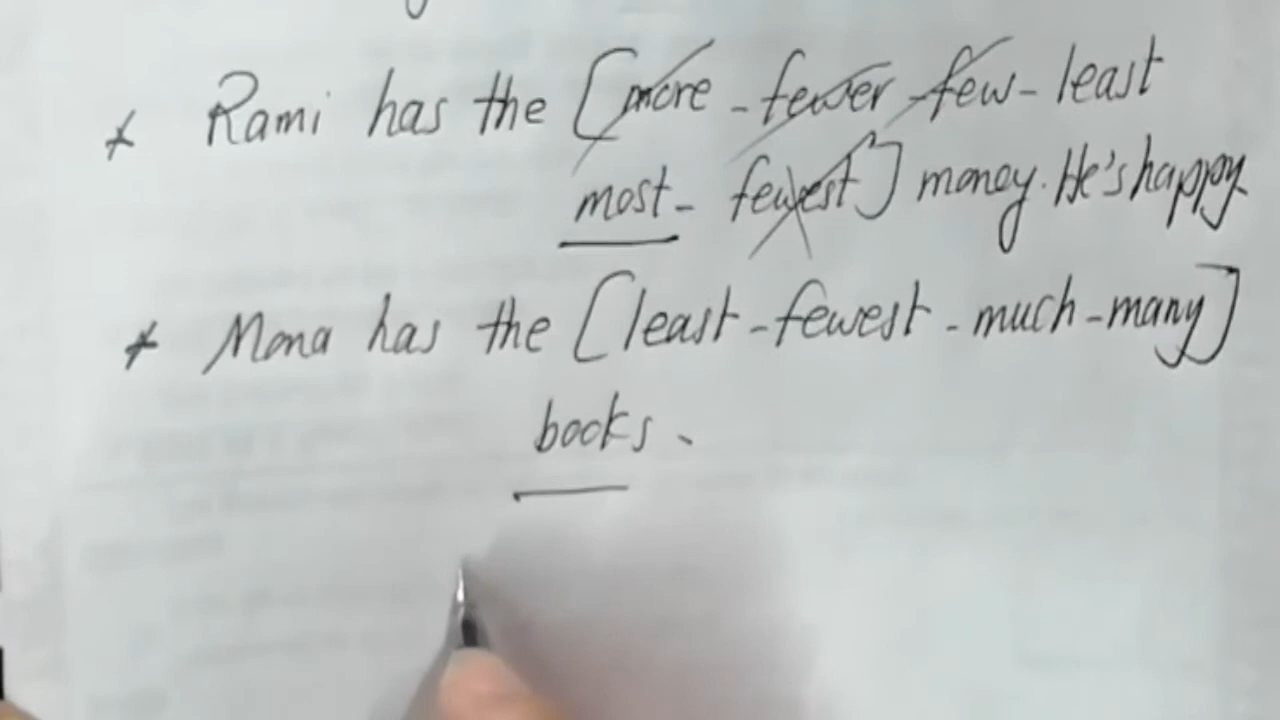 * Rami has the [more - fewer - few - least
most - fewest] money. He's happy.
* Mona has the [least - fewest - much - many]
books.